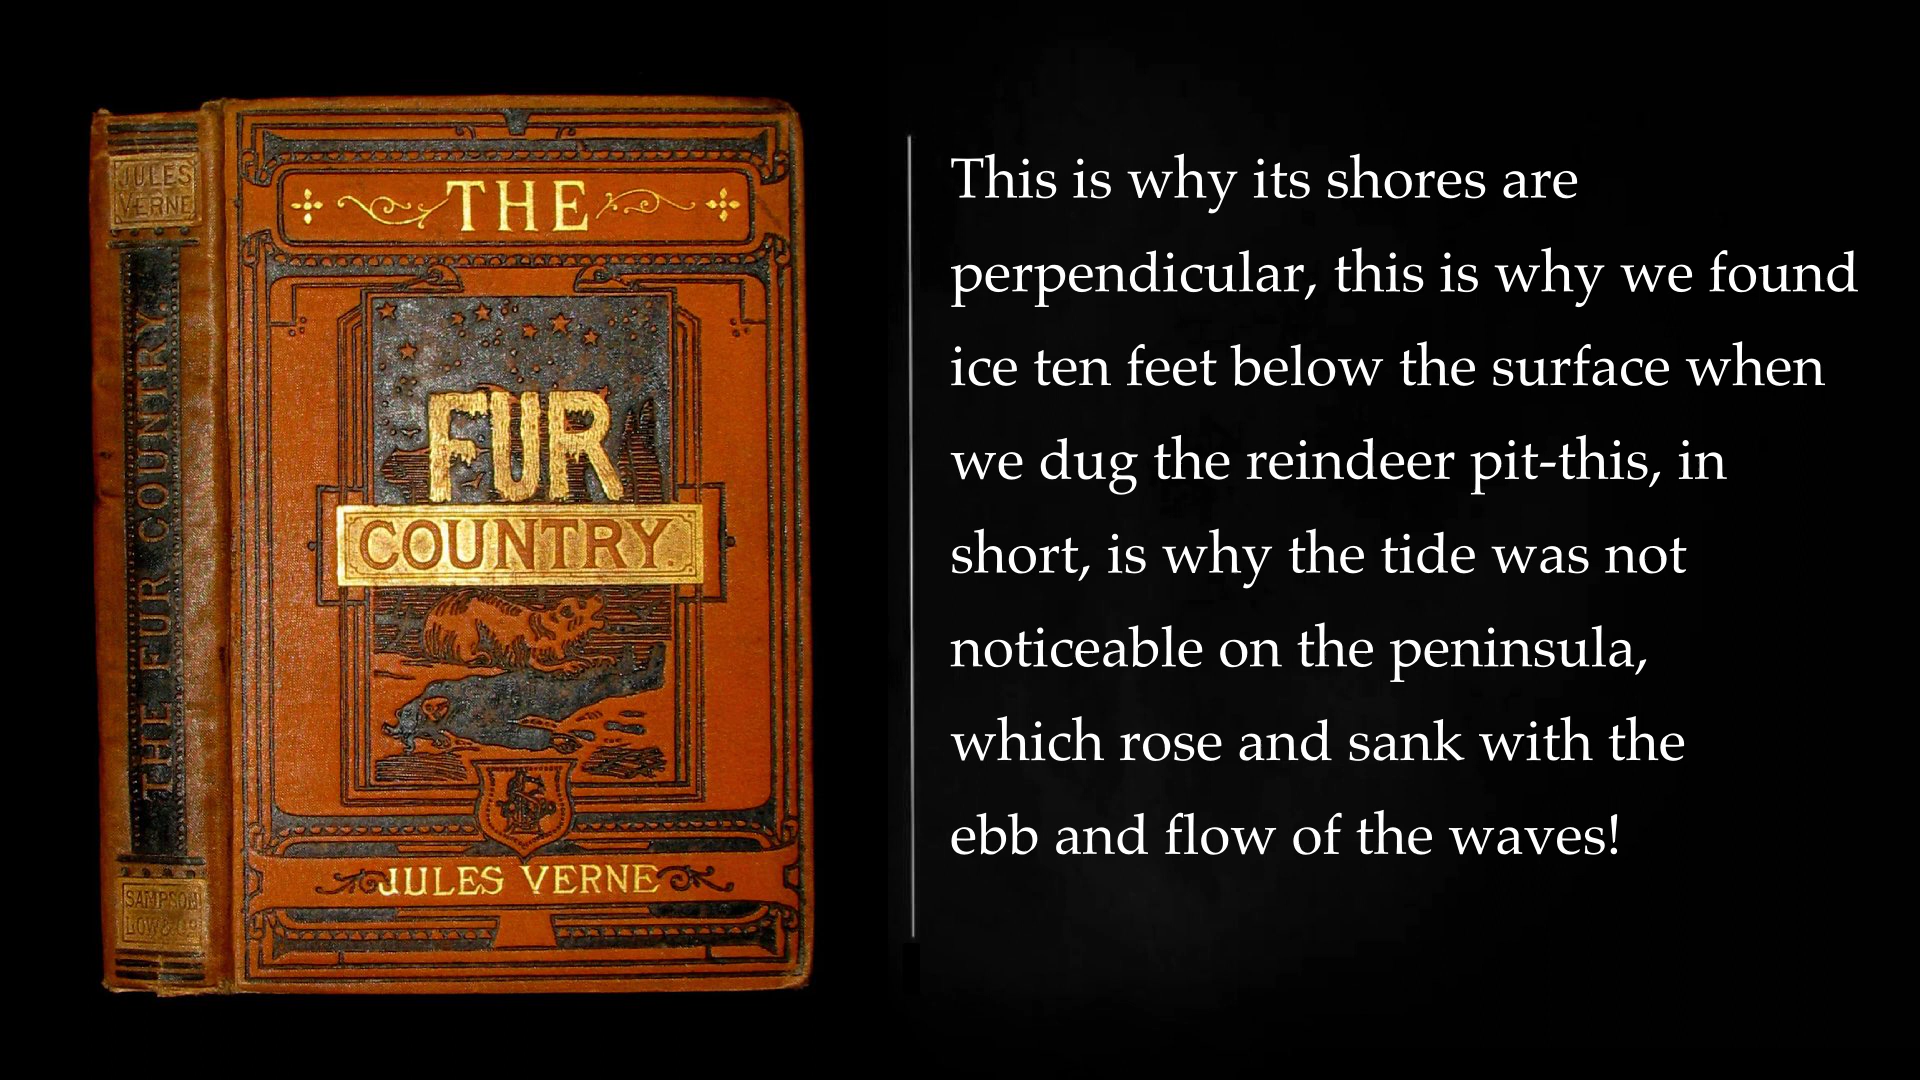 JULES
VERNE
THE FUR COUNTRY.
SAMPSON
LOW & Co
THE
FUR
COUNTRY.
JULES VERNE
This is why its shores are
perpendicular, this is why we found
ice ten feet below the surface when
we dug the reindeer pit-this, in
short, is why the tide was not
noticeable on the peninsula,
which rose and sank with the
ebb and flow of the waves!